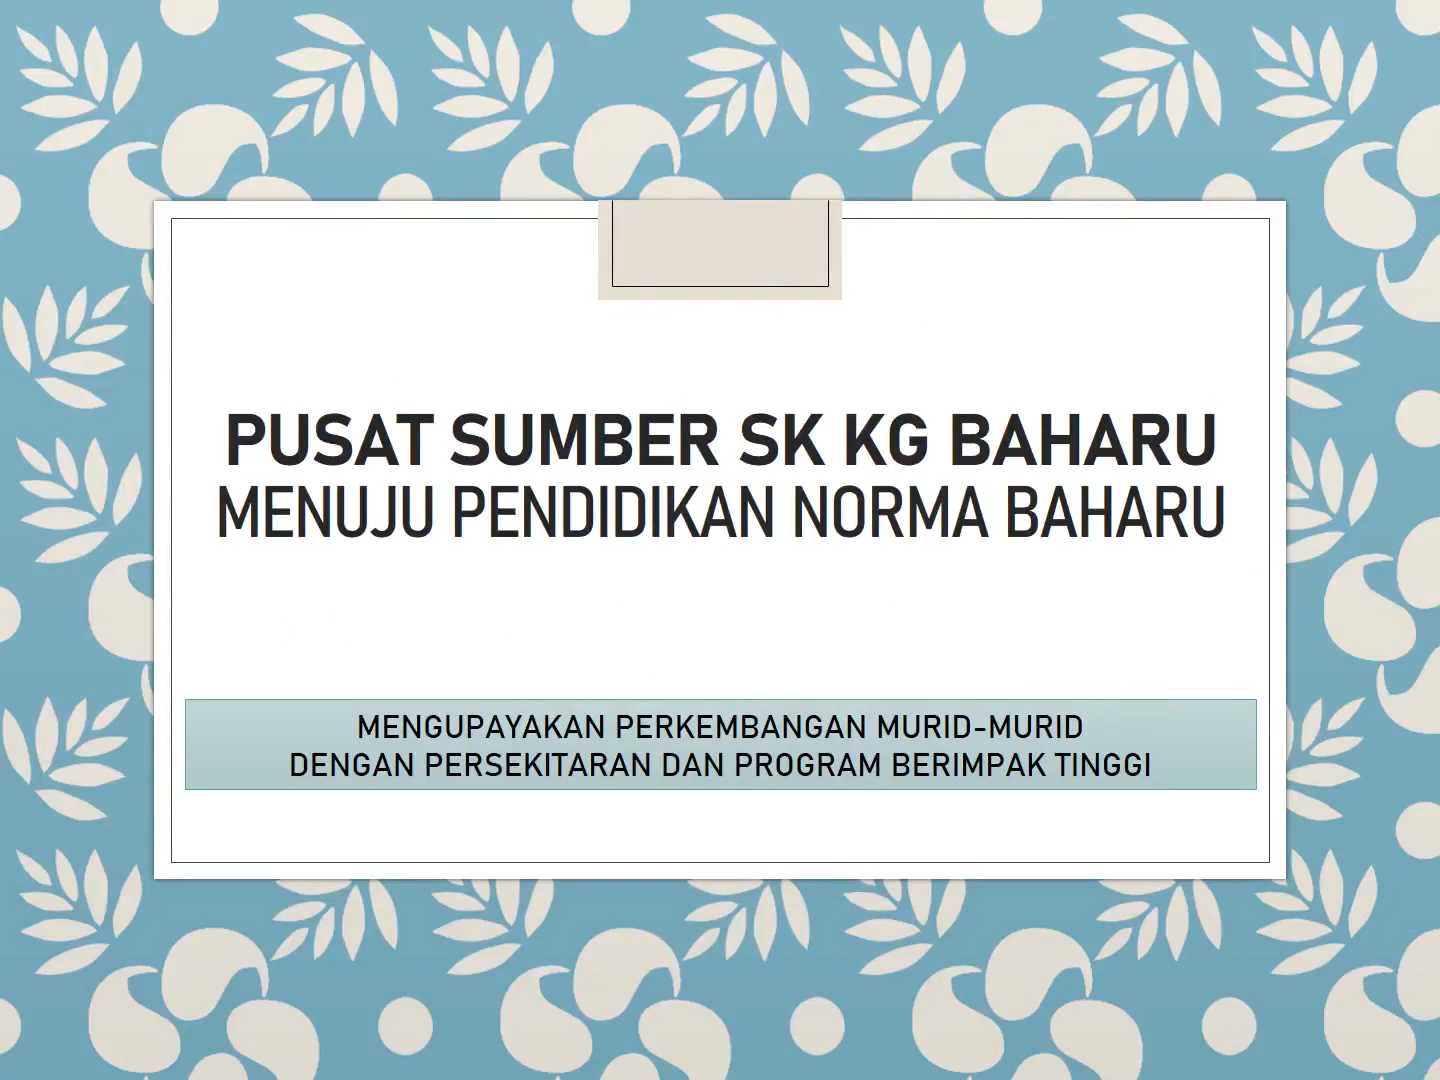 PUSAT SUMBER SK KG BAHARU
MENUJU PENDIDIKAN NORMA BAHARU
MENGUPAYAKAN PERKEMBANGAN MURID-MURID
DENGAN PERSEKITARAN DAN PROGRAM BERIMPAK TINGGI